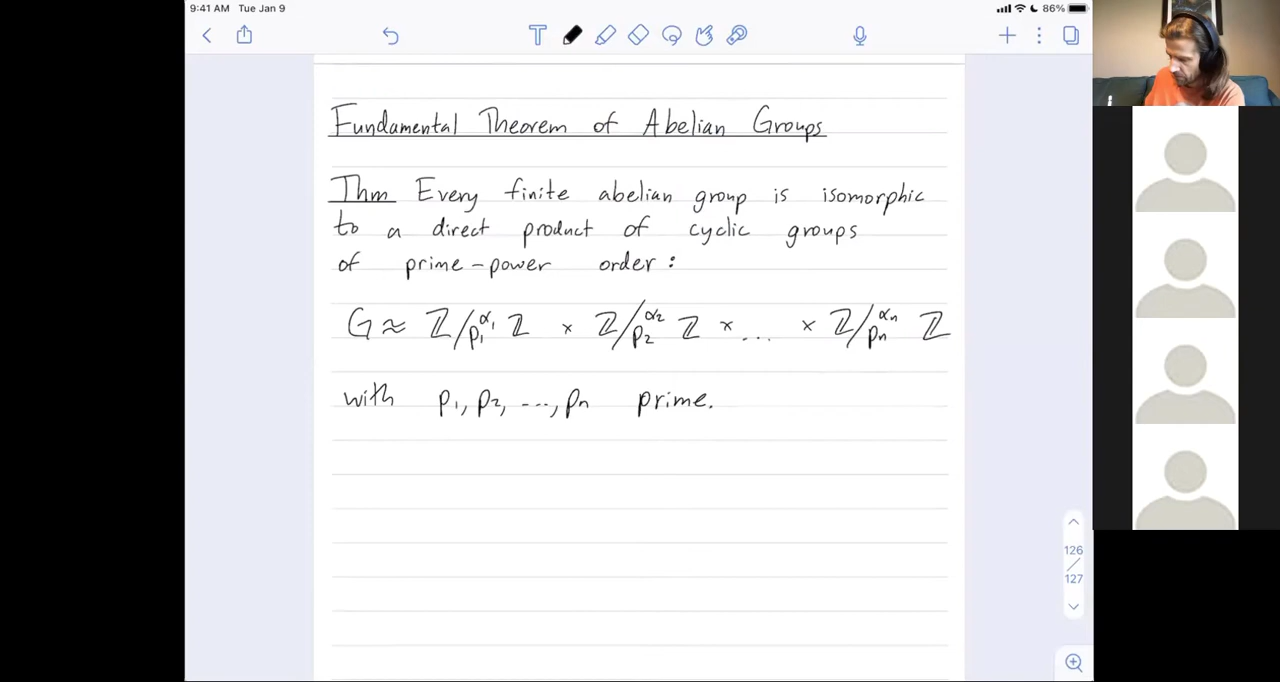 9:41 AM Tue Jan 9
86%
Fundamental Theorem of Abelian Groups
Thm Every finite abelian group is isomorphic
to a direct product of cyclic groups
of prime-power order:
G ≈ ℤ/p₁^α₁ ℤ × ℤ/p₂^α₂ ℤ × ... × ℤ/pₙ^αₙ ℤ
with p₁, p₂, ..., pₙ prime.
126
/
127